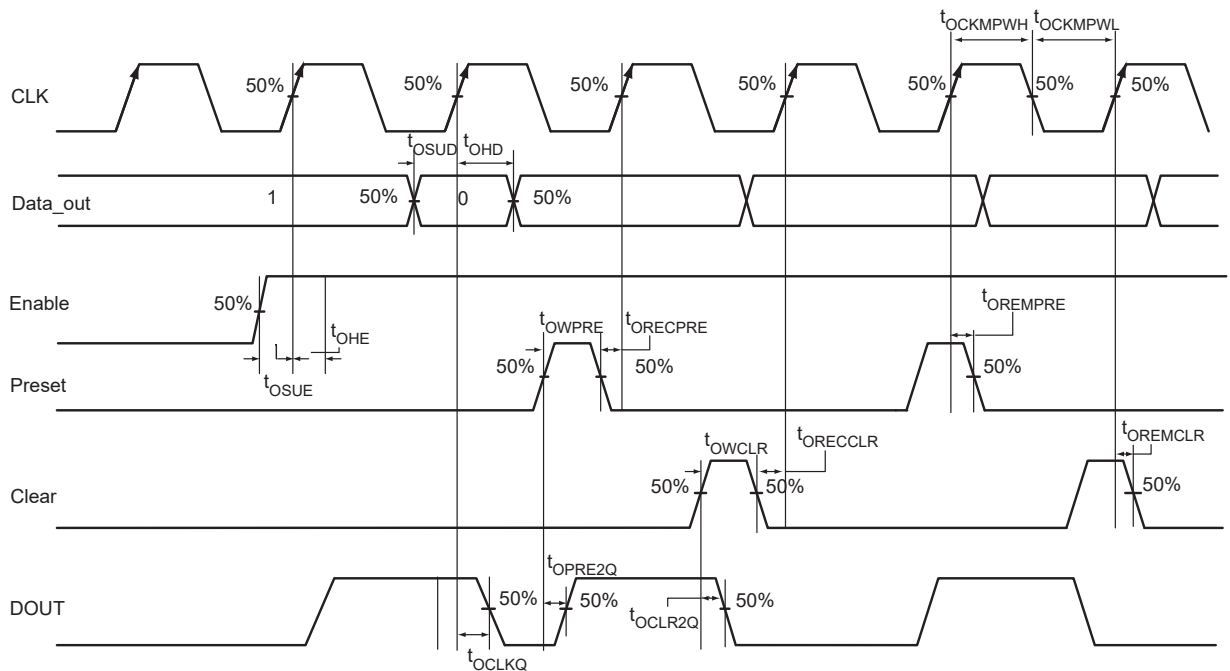 tOCKMPWH tOCKMPWL
CLK 50% 50% 50% 50% 50% 50% 50%
tOSUD tOHD
Data_out 1 50% 0 50%
Enable 50%
tOHE
tOSUE
tOWPRE tORECPRE tOREMPRE
Preset 50% 50% 50%
tOWCLR tORECCLR tOREMCLR
Clear 50% 50% 50%
tOPRE2Q
DOUT 50% 50% 50%
tOCLR2Q
tOCLKQ